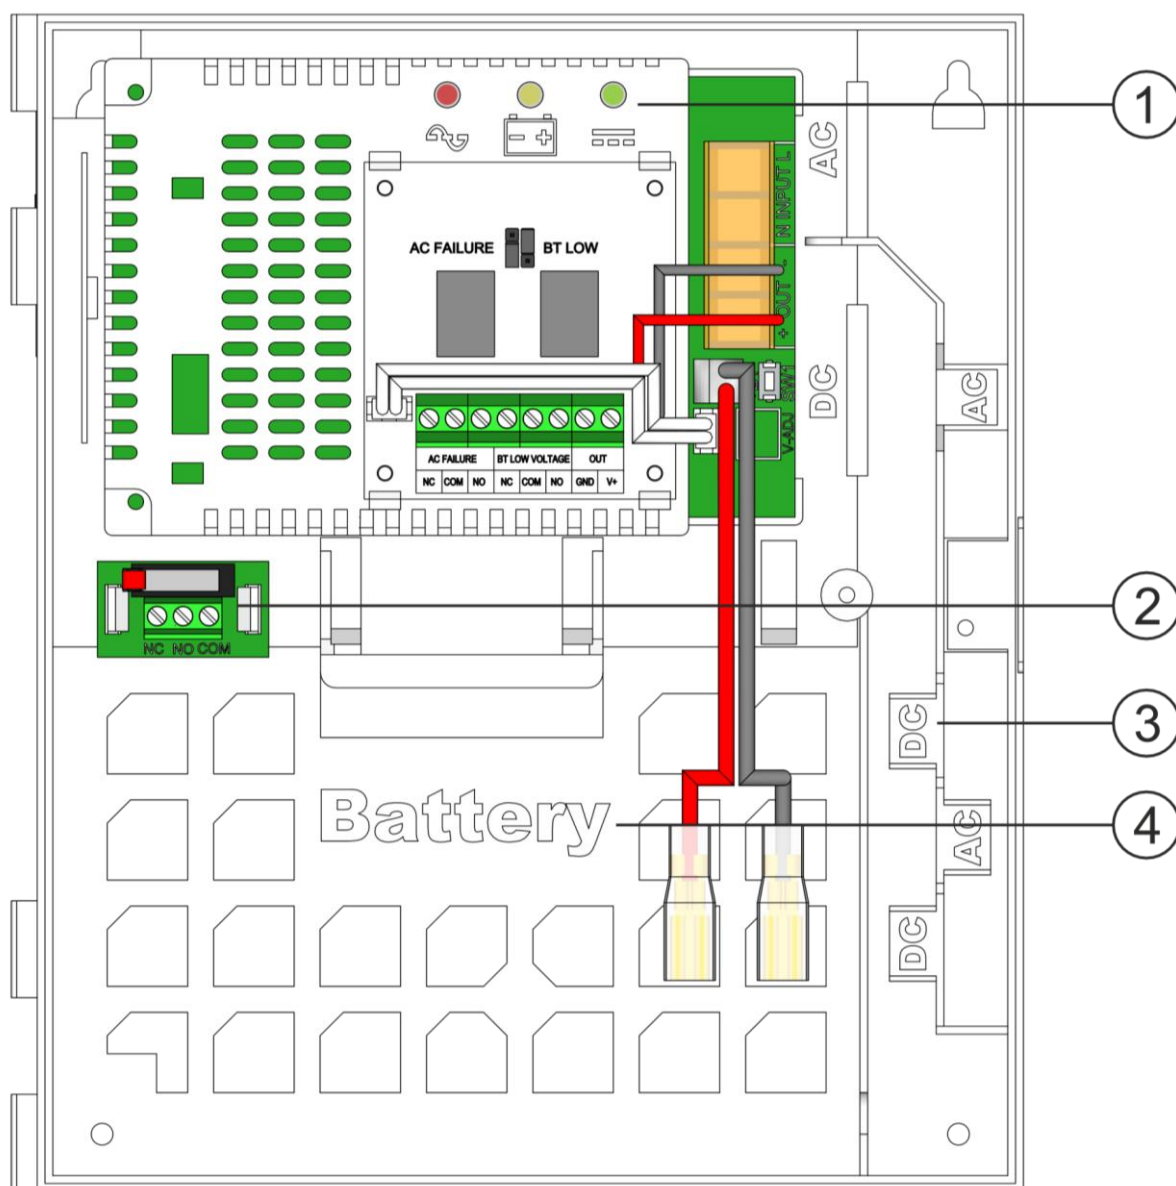 1
AC
N INPUT L
AC FAILURE BT LOW
+ OUT -
DC
SW1
V-ADJ
AC
AC FAILURE BT LOW VOLTAGE OUT
NC COM NO NC COM NO GND V+
2
NC NO COM
DC
3
Battery
4
AC
DC